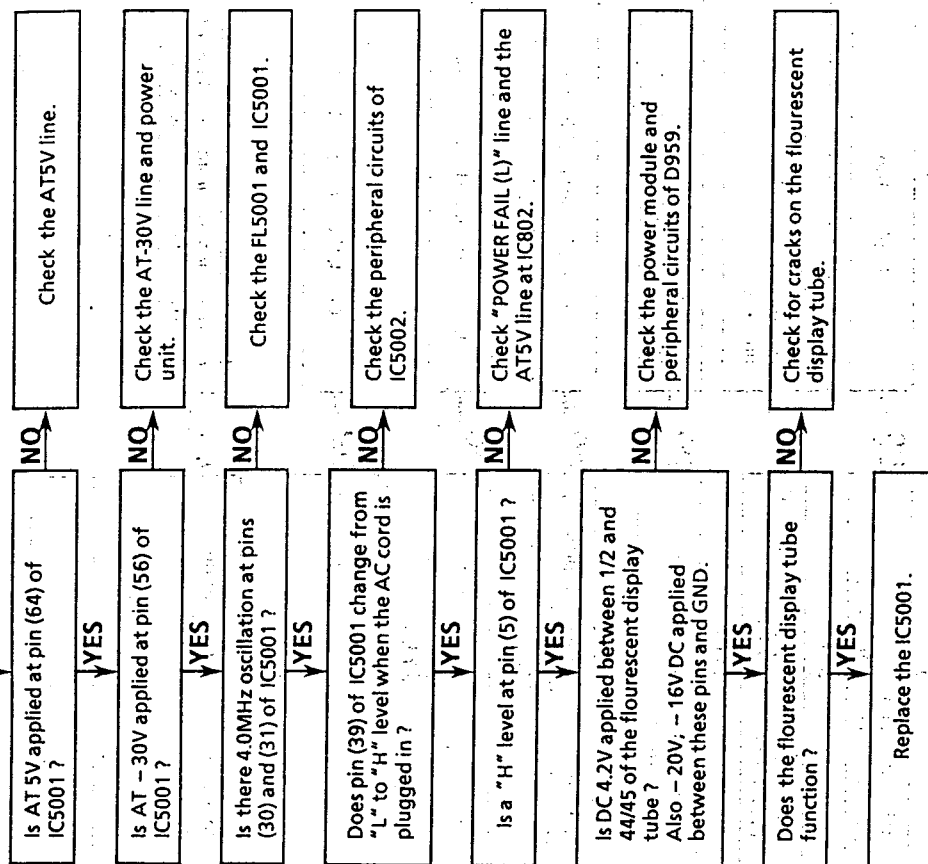 Is AT 5V applied at pin (64) of
IC5001 ?
NO
Check the AT5V line.
YES
Is AT – 30V applied at pin (56) of
IC5001 ?
NO
Check the AT-30V line and power
unit.
YES
Is there 4.0MHz oscillation at pins
(30) and (31) of IC5001 ?
NO
Check the FL5001 and IC5001.
YES
Does pin (39) of IC5001 change from
"L" to "H" level when the AC cord is
plugged in ?
NO
Check the peripheral circuits of
IC5002.
YES
Is a "H" level at pin (5) of IC5001 ?
NO
Check "POWER FAIL (L)" line and the
AT5V line at IC802.
YES
Is DC 4.2V applied between 1/2 and
44/45 of the flourescent display
tube ?
Also – 20V; – 16V DC applied
between these pins and GND.
NO
Check the power module and
peripheral circuits of D959.
YES
Does the flourescent display tube
function ?
NO
Check for cracks on the flourescent
display tube.
YES
Replace the IC5001.